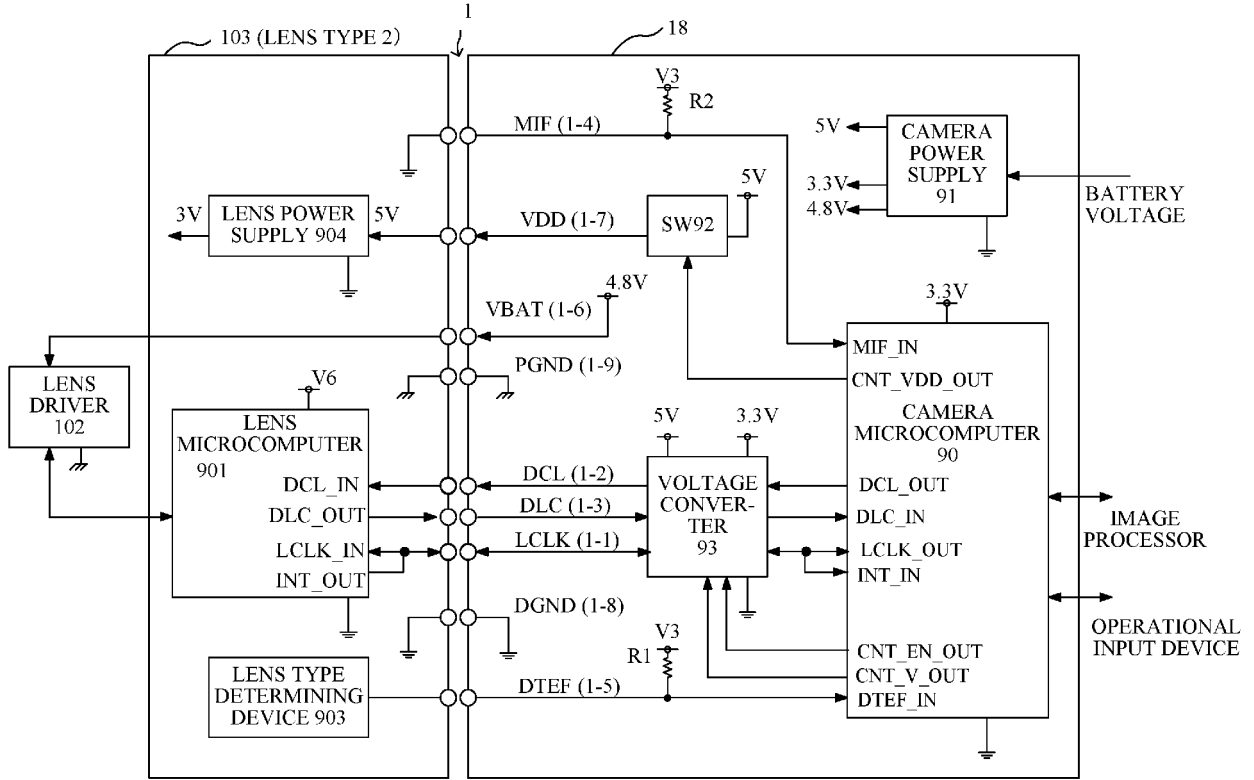 1
103 (LENS TYPE 2)
18
V3
R2
MIF (1-4)
5V
3.3V
4.8V
CAMERA
POWER
SUPPLY
91
BATTERY
VOLTAGE
3V
LENS POWER
SUPPLY 904
5V
VDD (1-7)
SW92
5V
4.8V
VBAT (1-6)
PGND (1-9)
3.3V
MIF_IN
CNT_VDD_OUT
CAMERA
MICROCOMPUTER
90
DCL_OUT
DLC_IN
LCLK_OUT
INT_IN
CNT_EN_OUT
CNT_V_OUT
DTEF_IN
LENS
DRIVER
102
V6
LENS
MICROCOMPUTER
901
DCL_IN
DLC_OUT
LCLK_IN
INT_OUT
5V
3.3V
DCL (1-2)
DLC (1-3)
LCLK (1-1)
VOLTAGE
CONVER-
TER
93
IMAGE
PROCESSOR
DGND (1-8)
V3
R1
DTEF (1-5)
OPERATIONAL
INPUT DEVICE
LENS TYPE
DETERMINING
DEVICE 903